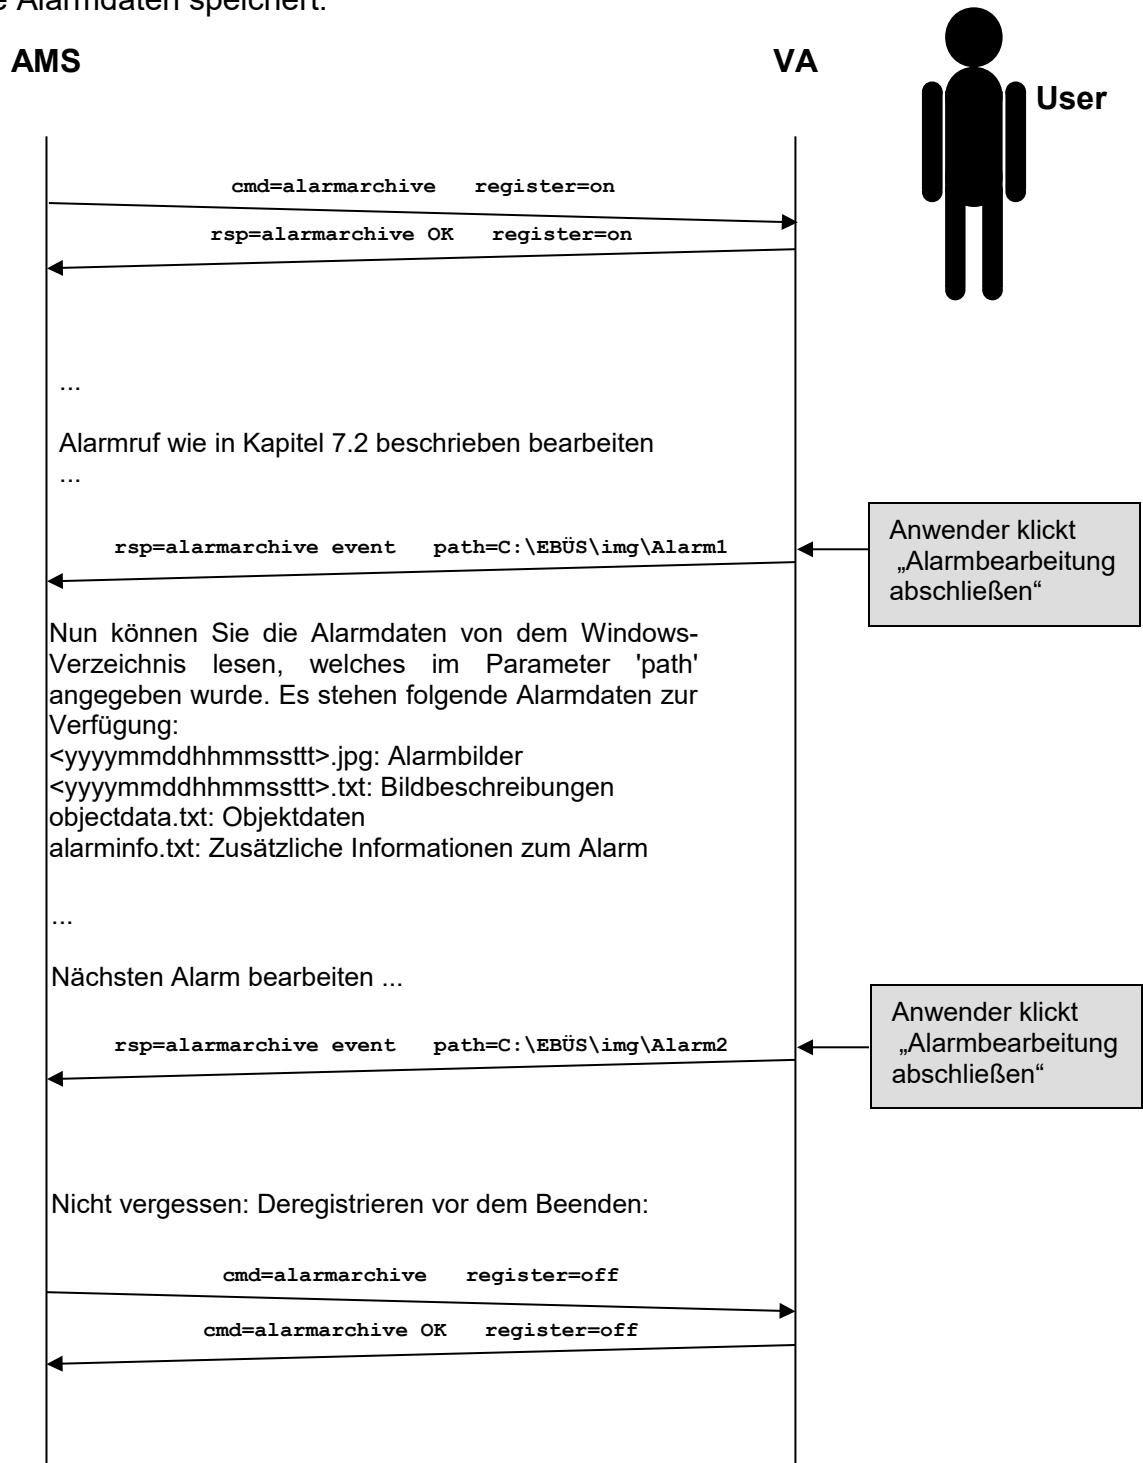 e Alarmdaten speichert.
AMS
VA
User
cmd=alarmarchive register=on
rsp=alarmarchive OK register=on
...
Alarmruf wie in Kapitel 7.2 beschrieben bearbeiten
...
rsp=alarmarchive event path=C:\EBÜS\img\Alarm1
Anwender klickt
„Alarmbearbeitung
abschließen“
Nun können Sie die Alarmdaten von dem Windows-
Verzeichnis lesen, welches im Parameter 'path'
angegeben wurde. Es stehen folgende Alarmdaten zur
Verfügung:
<yyyymmddhhmmssttt>.jpg: Alarmbilder
<yyyymmddhhmmssttt>.txt: Bildbeschreibungen
objectdata.txt: Objektdaten
alarminfo.txt: Zusätzliche Informationen zum Alarm
...
Nächsten Alarm bearbeiten ...
rsp=alarmarchive event path=C:\EBÜS\img\Alarm2
Anwender klickt
„Alarmbearbeitung
abschließen“
Nicht vergessen: Deregistrieren vor dem Beenden:
cmd=alarmarchive register=off
cmd=alarmarchive OK register=off